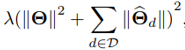 λ(‖Θ‖² + ∑_{d∈𝒟} ‖Θ̂_d‖)²,